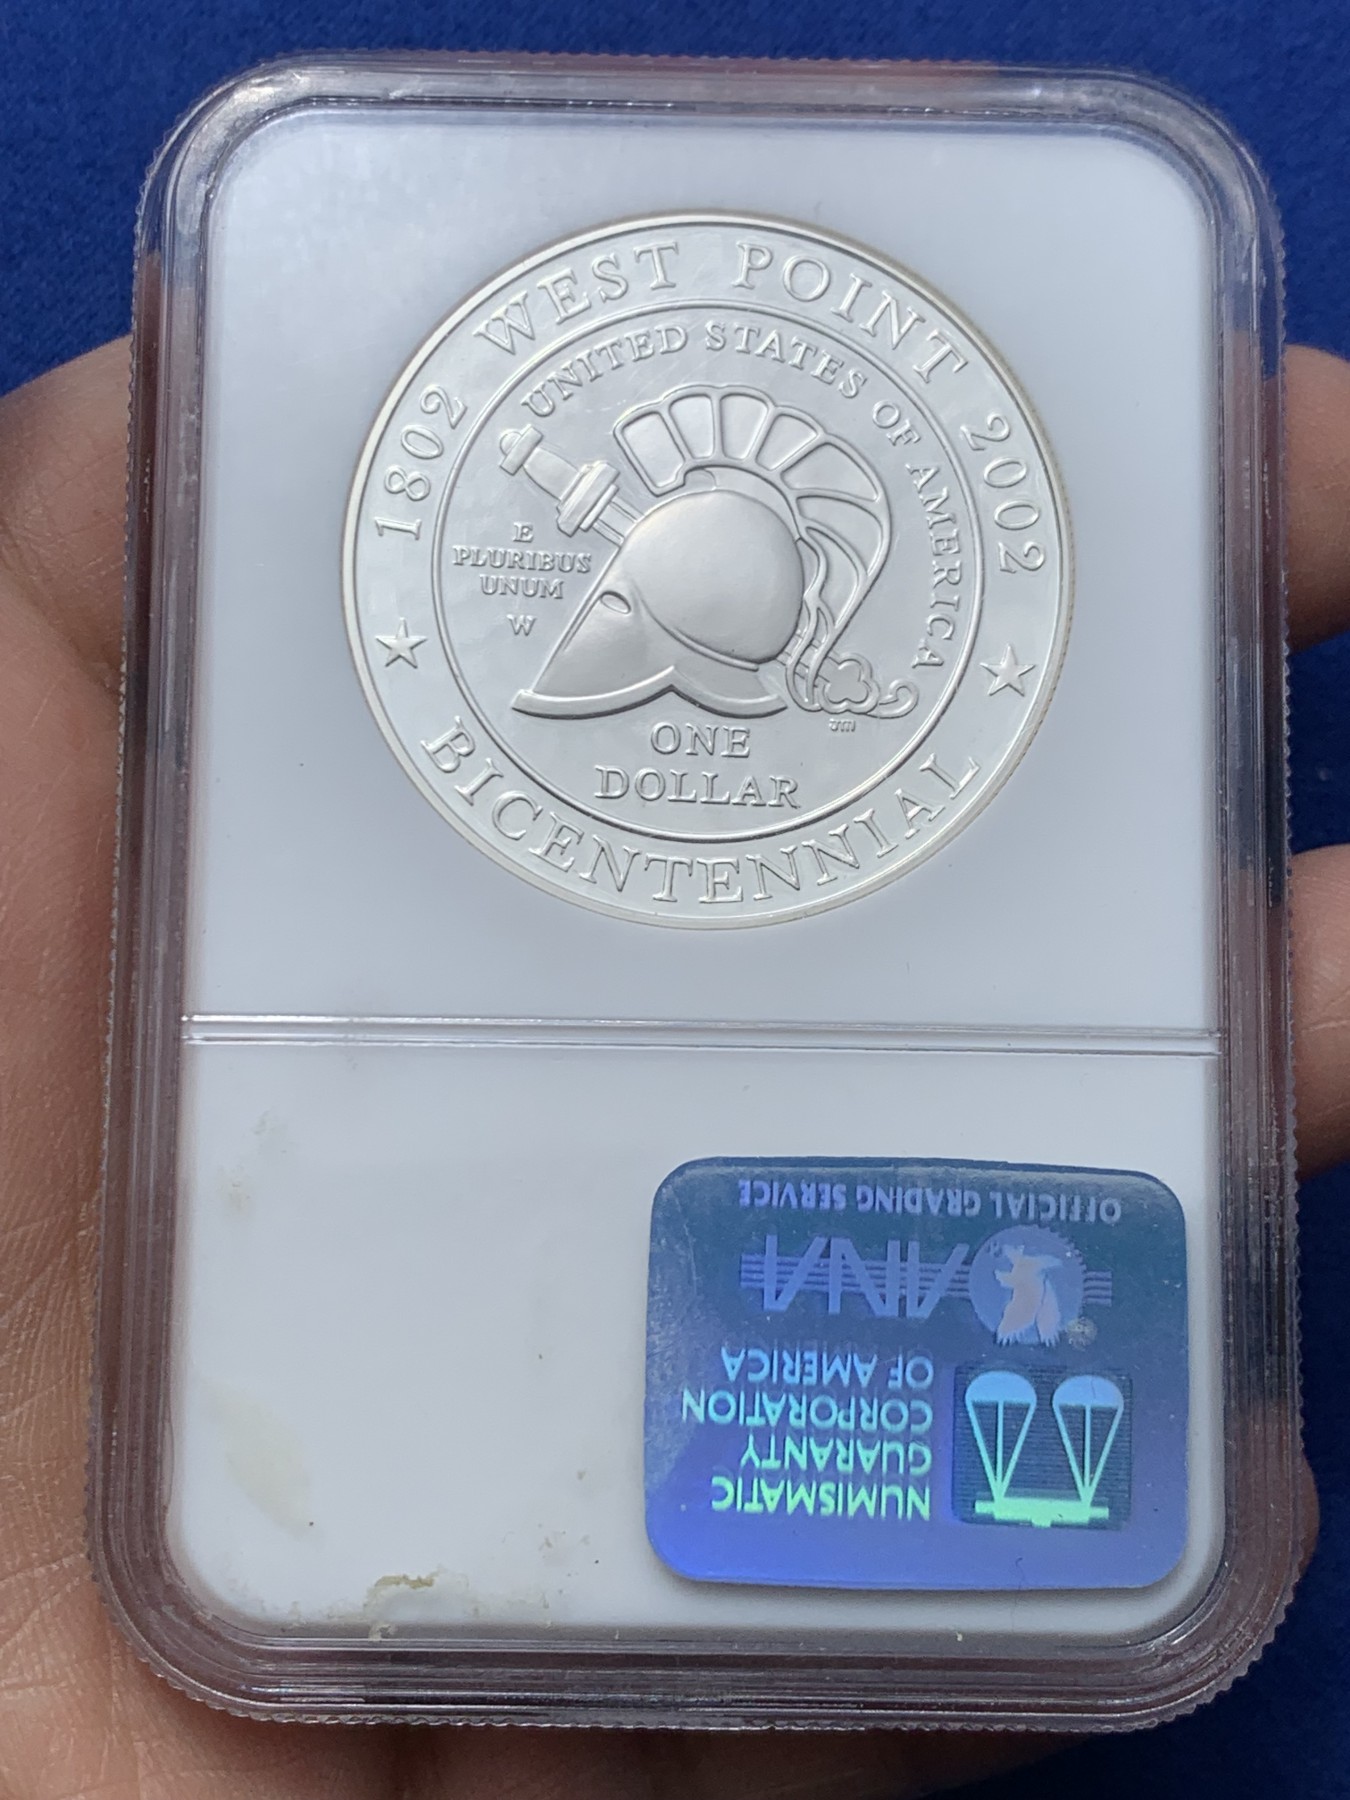 1802 WEST POINT 2002
UNITED STATES OF AMERICA
E
PLURIBUS
UNUM
W
JM
ONE
DOLLAR
BICENTENNIAL
NUMISMATIC
GUARANTY
CORPORATION
OF AMERICA
ANA
OFFICIAL GRADING SERVICE